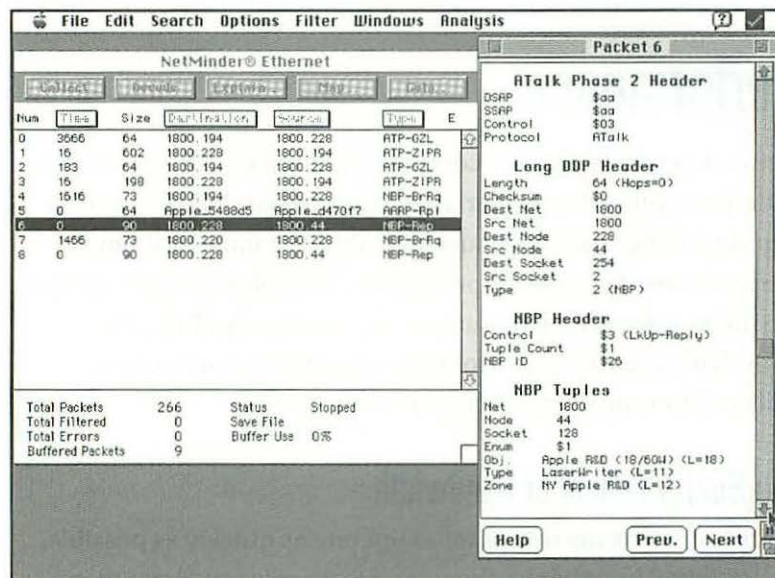 File Edit Search Options Filter Windows Analysis
NetMinder® Ethernet
Collect Decode Explain.. Map Data..
Num Time Size Destination Source Type E
0 3666 64 1800.194 1800.228 ATP-GZL
1 16 602 1800.228 1800.194 ATP-ZIPR
2 183 64 1800.194 1800.228 ATP-GZL
3 16 198 1800.228 1800.194 ATP-ZIPR
4 1616 73 1800.194 1800.228 NBP-BrRq
5 0 64 Apple_5488d5 Apple_d470f7 AARP-Rpl
6 0 90 1800.228 1800.44 NBP-Rep
7 1466 73 1800.220 1800.228 NBP-BrRq
8 0 90 1800.228 1800.44 NBP-Rep
Total Packets 266 Status Stopped
Total Filtered 0 Save File
Total Errors 0 Buffer Use 0%
Buffered Packets 9
Packet 6
ATalk Phase 2 Header
DSAP $aa
SSAP $aa
Control $03
Protocol ATalk
Long DDP Header
Length 64 (Hops=0)
Checksum $0
Dest Net 1800
Src Net 1800
Dest Node 228
Src Node 44
Dest Socket 254
Src Socket 2
Type 2 (NBP)
NBP Header
Control $3 (LkUp-Reply)
Tuple Count $1
NBP ID $26
NBP Tuples
Net 1800
Node 44
Socket 128
Enum $1
Obj. Apple R&D (18/60W) (L=18)
Type LaserWriter (L=11)
Zone NY Apple R&D (L=12)
Help Prev. Next